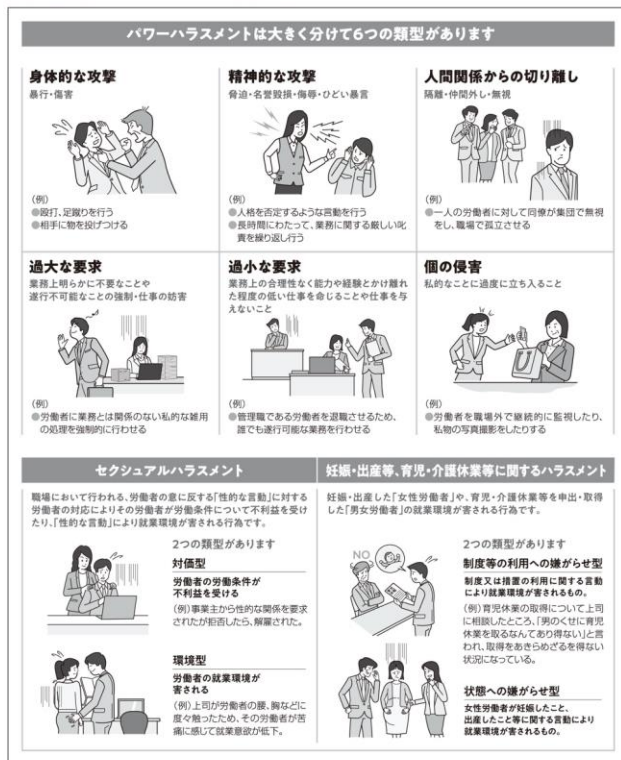 パワーハラスメントは大きく分けて6つの類型があります
身体的な攻撃
暴行・傷害
(例)
●殴打、足蹴りを行う
●相手に物を投げつける
精神的な攻撃
脅迫・名誉毀損・侮辱・ひどい暴言
(例)
●人格を否定するような言動を行う
●長時間にわたって、業務に関する厳しい叱
責を繰り返し行う
人間関係からの切り離し
隔離・仲間外し・無視
(例)
●一人の労働者に対して同僚が集団で無視
をし、職場で孤立させる
過大な要求
業務上明らかに不要なことや
遂行不可能なことの強制・仕事の妨害
(例)
●労働者に業務とは関係のない私的な雑用
の処理を強制的に行わせる
過小な要求
業務上の合理性なく能力や経験とかけ離れ
た程度の低い仕事を命じることや仕事を与
えないこと
(例)
●管理職である労働者を退職させるため、
誰でも遂行可能な業務を行わせる
個の侵害
私的なことに過度に立ち入ること
(例)
●労働者を職場外で継続的に監視したり、
私物の写真撮影をしたりする
セクシュアルハラスメント
職場において行われる、労働者の意に反する「性的な言動」に対する
労働者の対応によりその労働者が労働条件について不利益を受け
たり、「性的な言動」により就業環境が害される行為です。
2つの類型があります
対価型
労働者の労働条件が
不利益を受ける
(例)事業主から性的な関係を要求
されたが拒否したら、解雇された。
環境型
労働者の就業環境が
害される
(例)上司が労働者の腰、胸などに
度々触ったため、その労働者が苦
痛に感じて就業意欲が低下。
妊娠・出産等、育児・介護休業等に関するハラスメント
妊娠・出産した「女性労働者」や、育児・介護休業等を申出・取得
した「男女労働者」の就業環境が害される行為です。
NO
2つの類型があります
制度等の利用への嫌がらせ型
制度又は措置の利用に関する言動
により就業環境が害されるもの。
(例)育児休業の取得について上司
に相談したところ、「男のくせに育児
休業を取るなんてあり得ない」と言
われ、取得をあきらめざるを得ない
状況になっている。
状態への嫌がらせ型
女性労働者が妊娠したこと、
出産したこと等に関する言動により
就業環境が害されるもの。